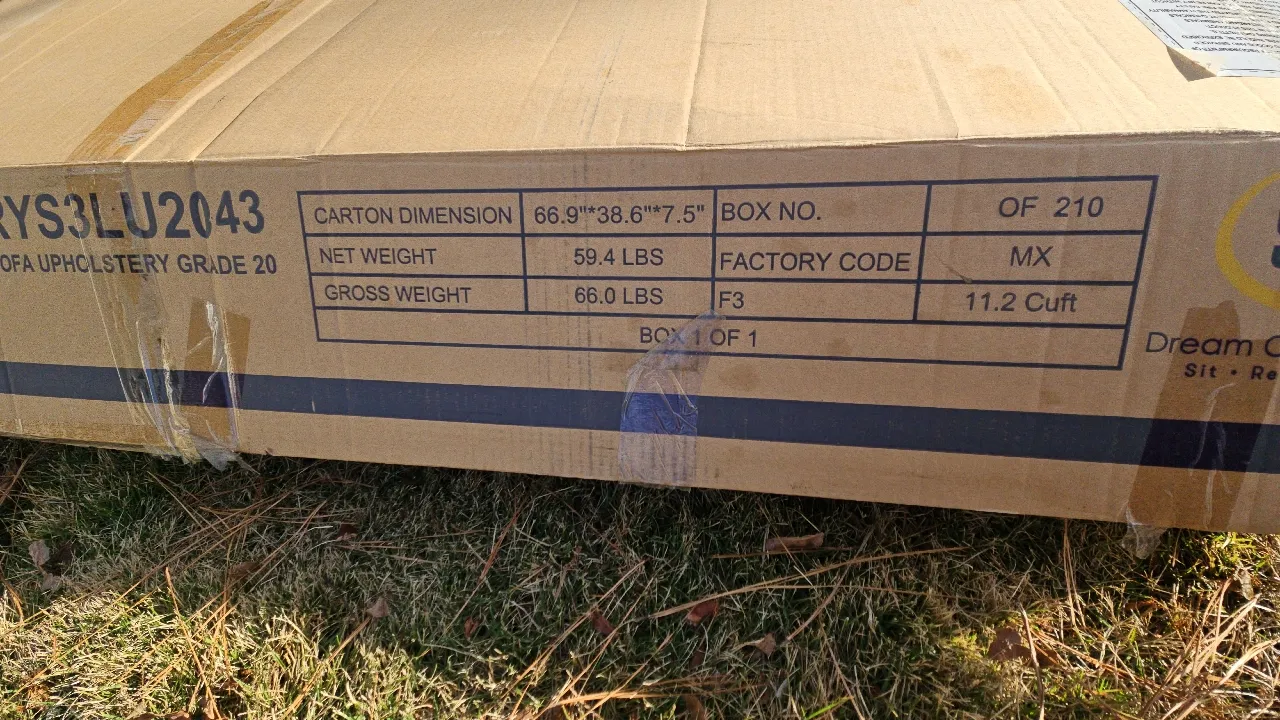 RYS3LU2043
OFA UPHOLSTERY GRADE 20
CARTON DIMENSION 66.9"*38.6"*7.5" BOX NO. OF 210
NET WEIGHT 59.4 LBS FACTORY CODE MX
GROSS WEIGHT 66.0 LBS F3 11.2 Cuft
BOX 1 OF 1
Dream
Sit • Re